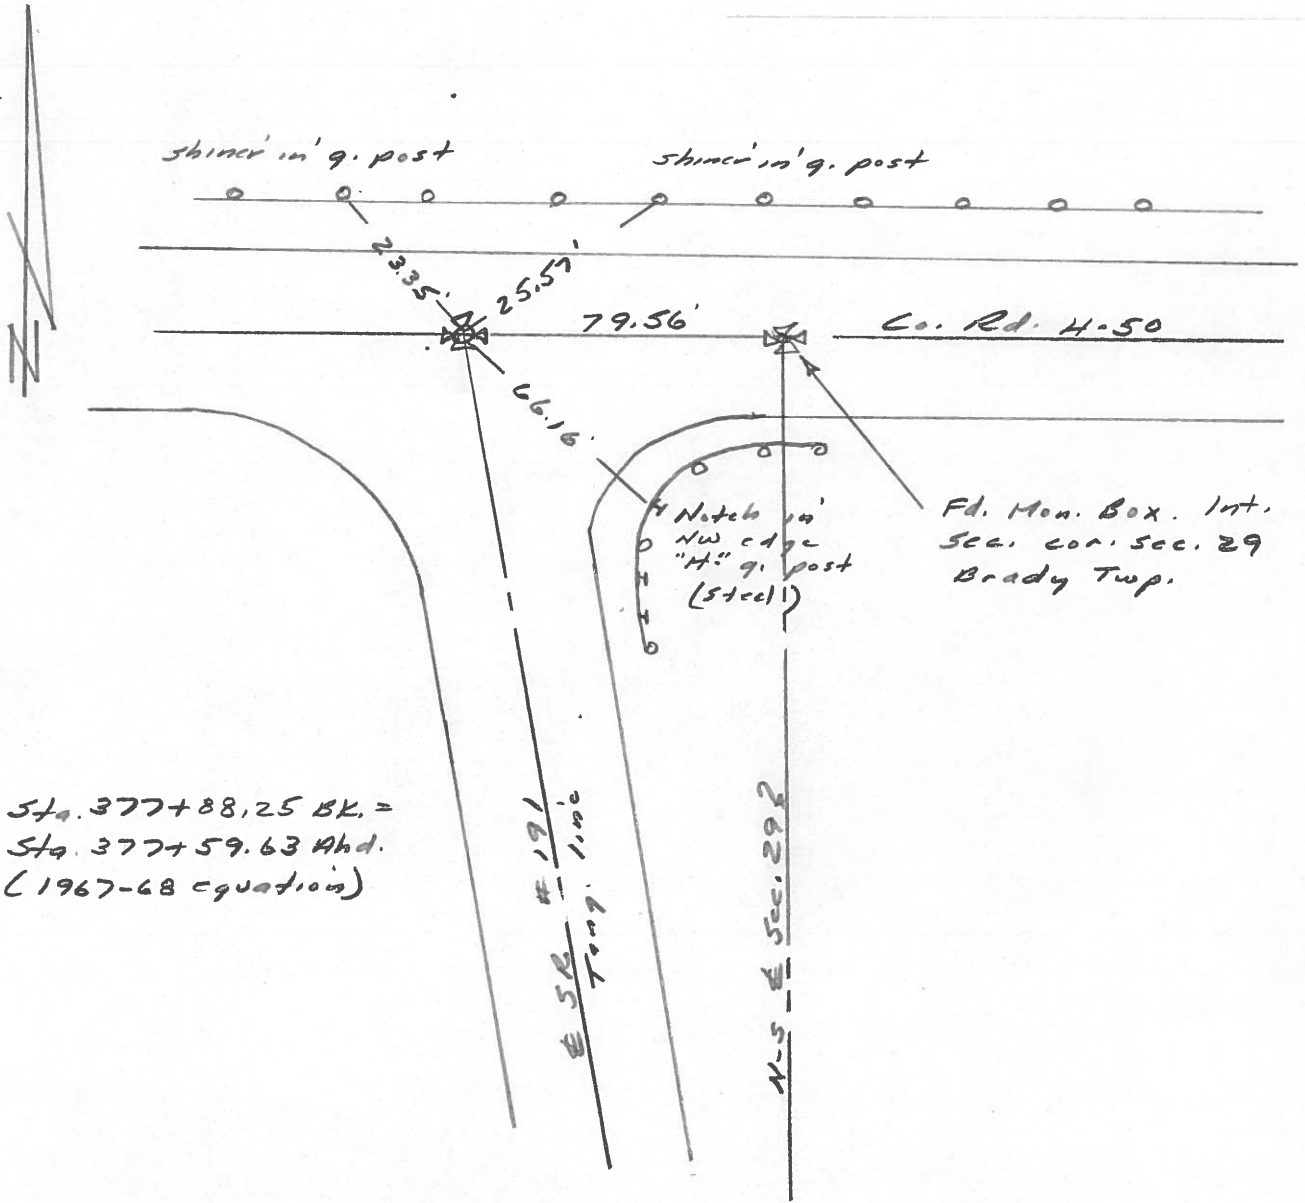 N
shiner in g. post
shiner in g. post
23.35'
25.57'
79.56'
Co. Rd. H-50
66.16'
Notch in
NW edge
"H" g. post
(steel)
Fd. Mon. Box. Int.
Sec. cor. Sec. 29
Brady Twp.
Sta. 377+88.25 BK. =
Sta. 377+59.63 Ahd.
(1967-68 equation)
℄ SR #191
Tang. line
N-S ℄ Sec. 29